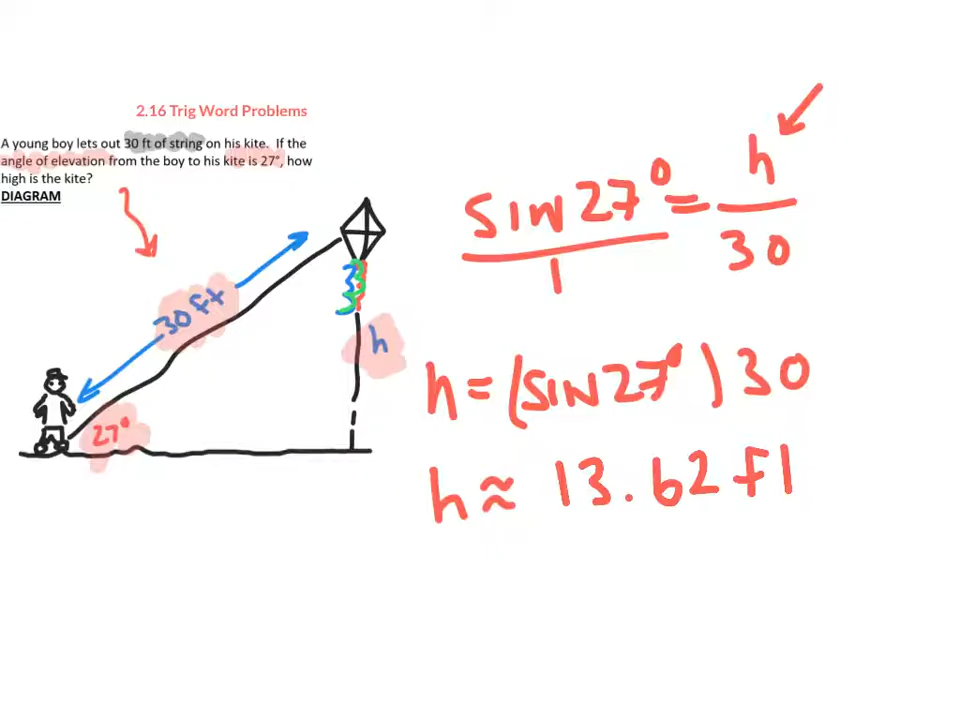 2.16 Trig Word Problems
A young boy lets out 30 ft of string on his kite. If the
angle of elevation from the boy to his kite is 27°, how
high is the kite?
DIAGRAM
30 ft
h
27°
sin 27° = h
1 30
h = (sin 27°) 30
h ≈ 13.62 ft